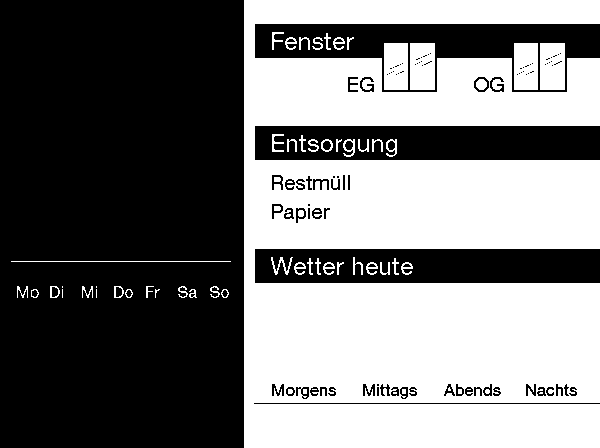 Mo Di Mi Do Fr Sa So
Fenster
EG OG
Entsorgung
Restmüll
Papier
Wetter heute
Morgens Mittags Abends Nachts